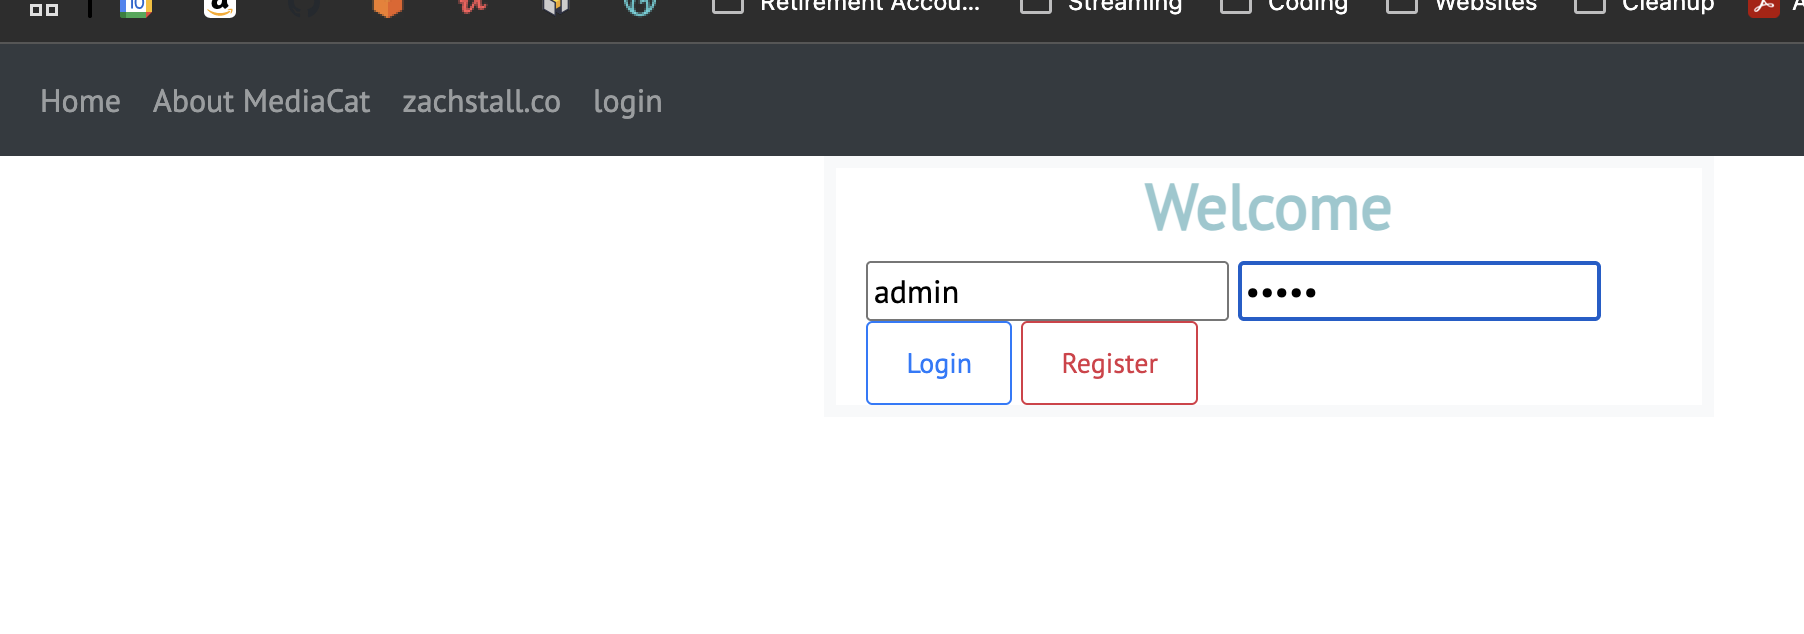 10 a Retirement Accou... Streaming Coding Websites Cleanup A
Home About MediaCat zachstall.co login
Welcome
admin •••••
Login Register